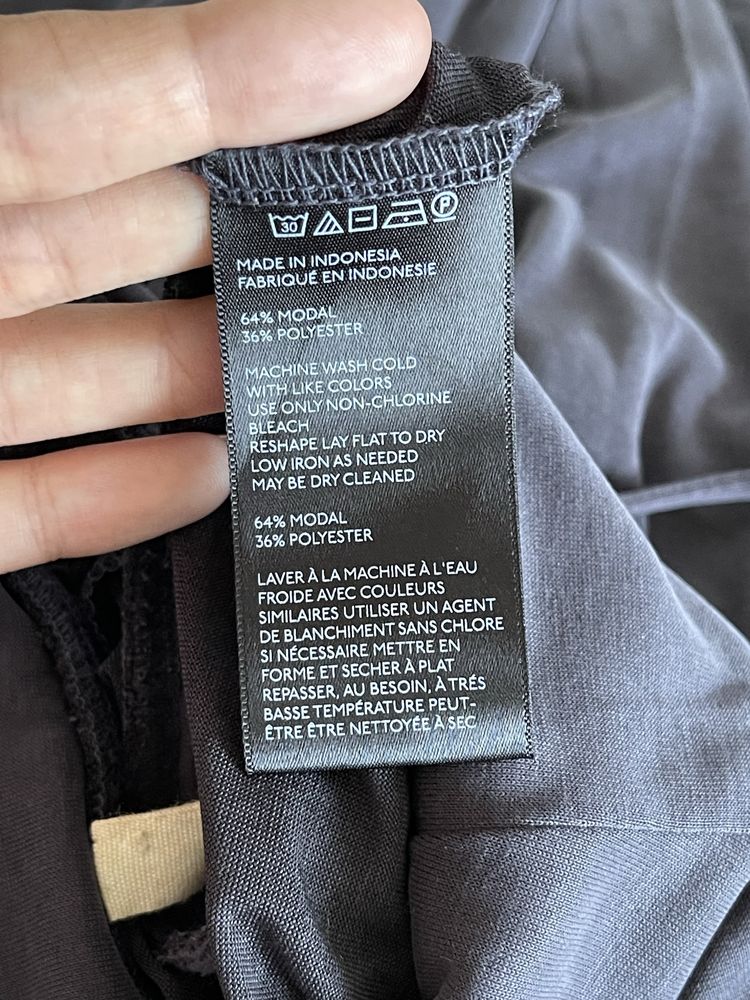 30 P
MADE IN INDONESIA
FABRIQUÉ EN INDONESIE
64% MODAL
36% POLYESTER
MACHINE WASH COLD
WITH LIKE COLORS
USE ONLY NON-CHLORINE
BLEACH
RESHAPE LAY FLAT TO DRY
LOW IRON AS NEEDED
MAY BE DRY CLEANED
64% MODAL
36% POLYESTER
LAVER À LA MACHINE À L'EAU
FROIDE AVEC COULEURS
SIMILAIRES UTILISER UN AGENT
DE BLANCHIMENT SANS CHLORE
SI NÉCESSAIRE METTRE EN
FORME ET SECHER À PLAT
REPASSER, AU BESOIN, À TRÉS
BASSE TEMPÉRATURE PEUT-
ÊTRE ÊTRE NETTOYÉE À SEC